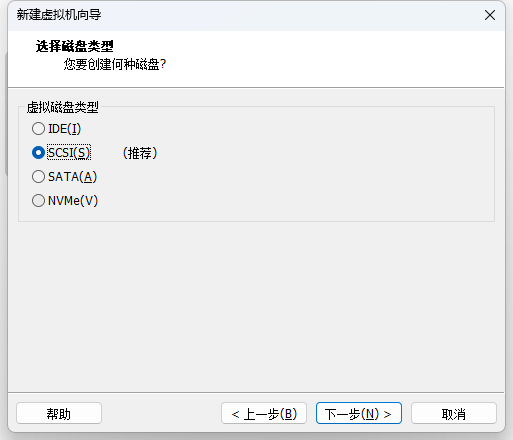 新建虚拟机向导
选择磁盘类型
您要创建何种磁盘?
虚拟磁盘类型
IDE(I)
SCSI(S) (推荐)
SATA(A)
NVMe(V)
帮助 < 上一步(B) 下一步(N) > 取消